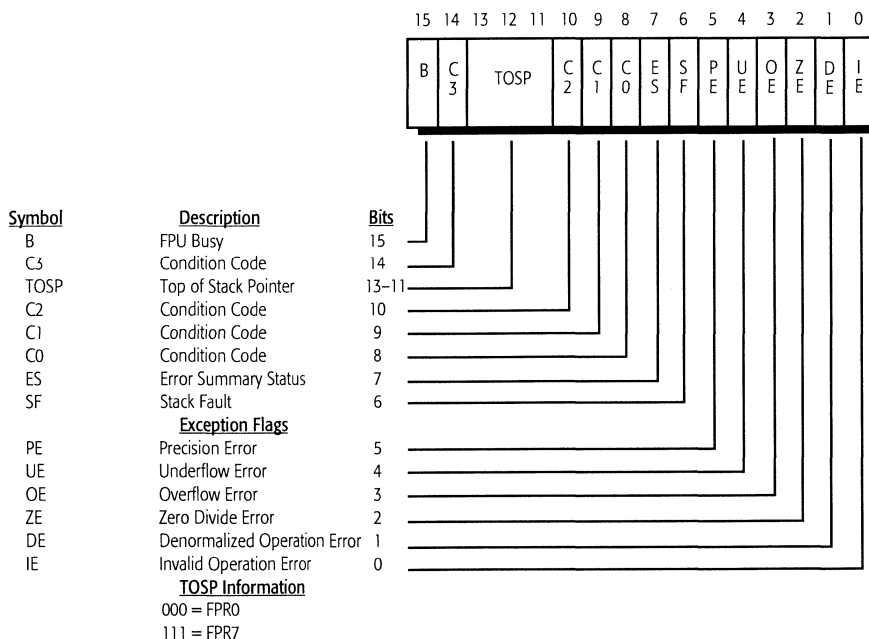 15 14 13 12 11 10 9 8 7 6 5 4 3 2 1 0
B C3 TOSP C2 C1 C0 ES SF PE UE OE ZE DE IE
Symbol Description Bits
B FPU Busy 15
C3 Condition Code 14
TOSP Top of Stack Pointer 13–11
C2 Condition Code 10
C1 Condition Code 9
C0 Condition Code 8
ES Error Summary Status 7
SF Stack Fault 6
Exception Flags
PE Precision Error 5
UE Underflow Error 4
OE Overflow Error 3
ZE Zero Divide Error 2
DE Denormalized Operation Error 1
IE Invalid Operation Error 0
TOSP Information
000 = FPR0
111 = FPR7